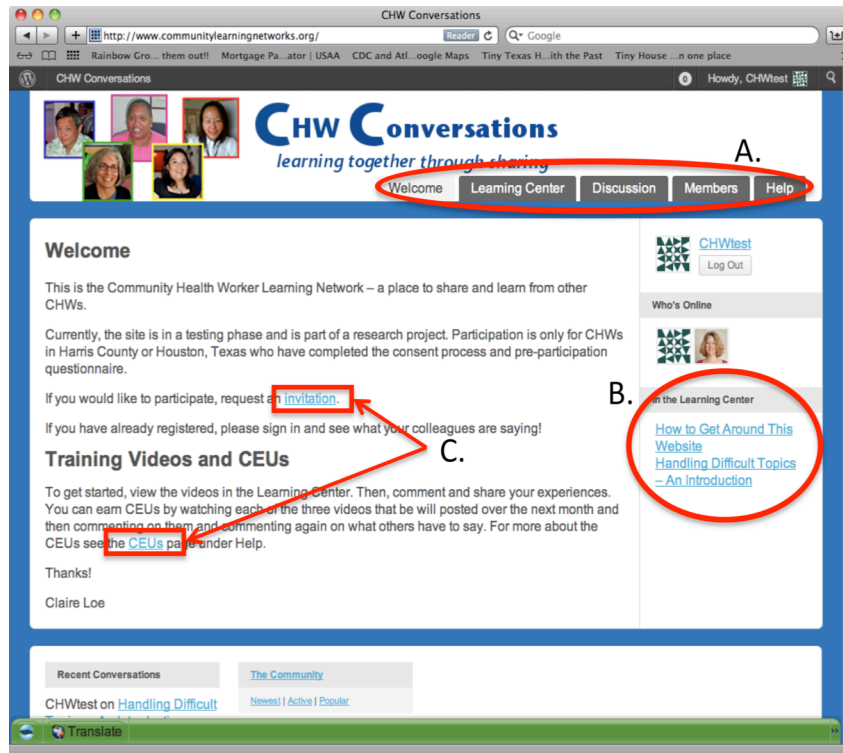 CHW Conversations
http://www.communitylearningnetworks.org/
Reader
Google
Rainbow Gro... them out!! Mortgage Pa...ator | USAA CDC and Atl...oogle Maps Tiny Texas H...ith the Past Tiny House ...n one place
CHW Conversations
0 Howdy, CHWtest
CHW Conversations
learning together through sharing
A.
Welcome Learning Center Discussion Members Help
Welcome
This is the Community Health Worker Learning Network – a place to share and learn from other
CHWs.
Currently, the site is in a testing phase and is part of a research project. Participation is only for CHWs
in Harris County or Houston, Texas who have completed the consent process and pre-participation
questionnaire.
If you would like to participate, request an invitation.
If you have already registered, please sign in and see what your colleagues are saying!
C.
Training Videos and CEUs
To get started, view the videos in the Learning Center. Then, comment and share your experiences.
You can earn CEUs by watching each of the three videos that be will posted over the next month and
then commenting on them and commenting again on what others have to say. For more about the
CEUs see the CEUs page under Help.
Thanks!
Claire Loe
CHWtest
Log Out
Who's Online
B.
In the Learning Center
How to Get Around This
Website
Handling Difficult Topics
– An Introduction
Recent Conversations
CHWtest on Handling Difficult
The Community
Newest | Active | Popular
Translate